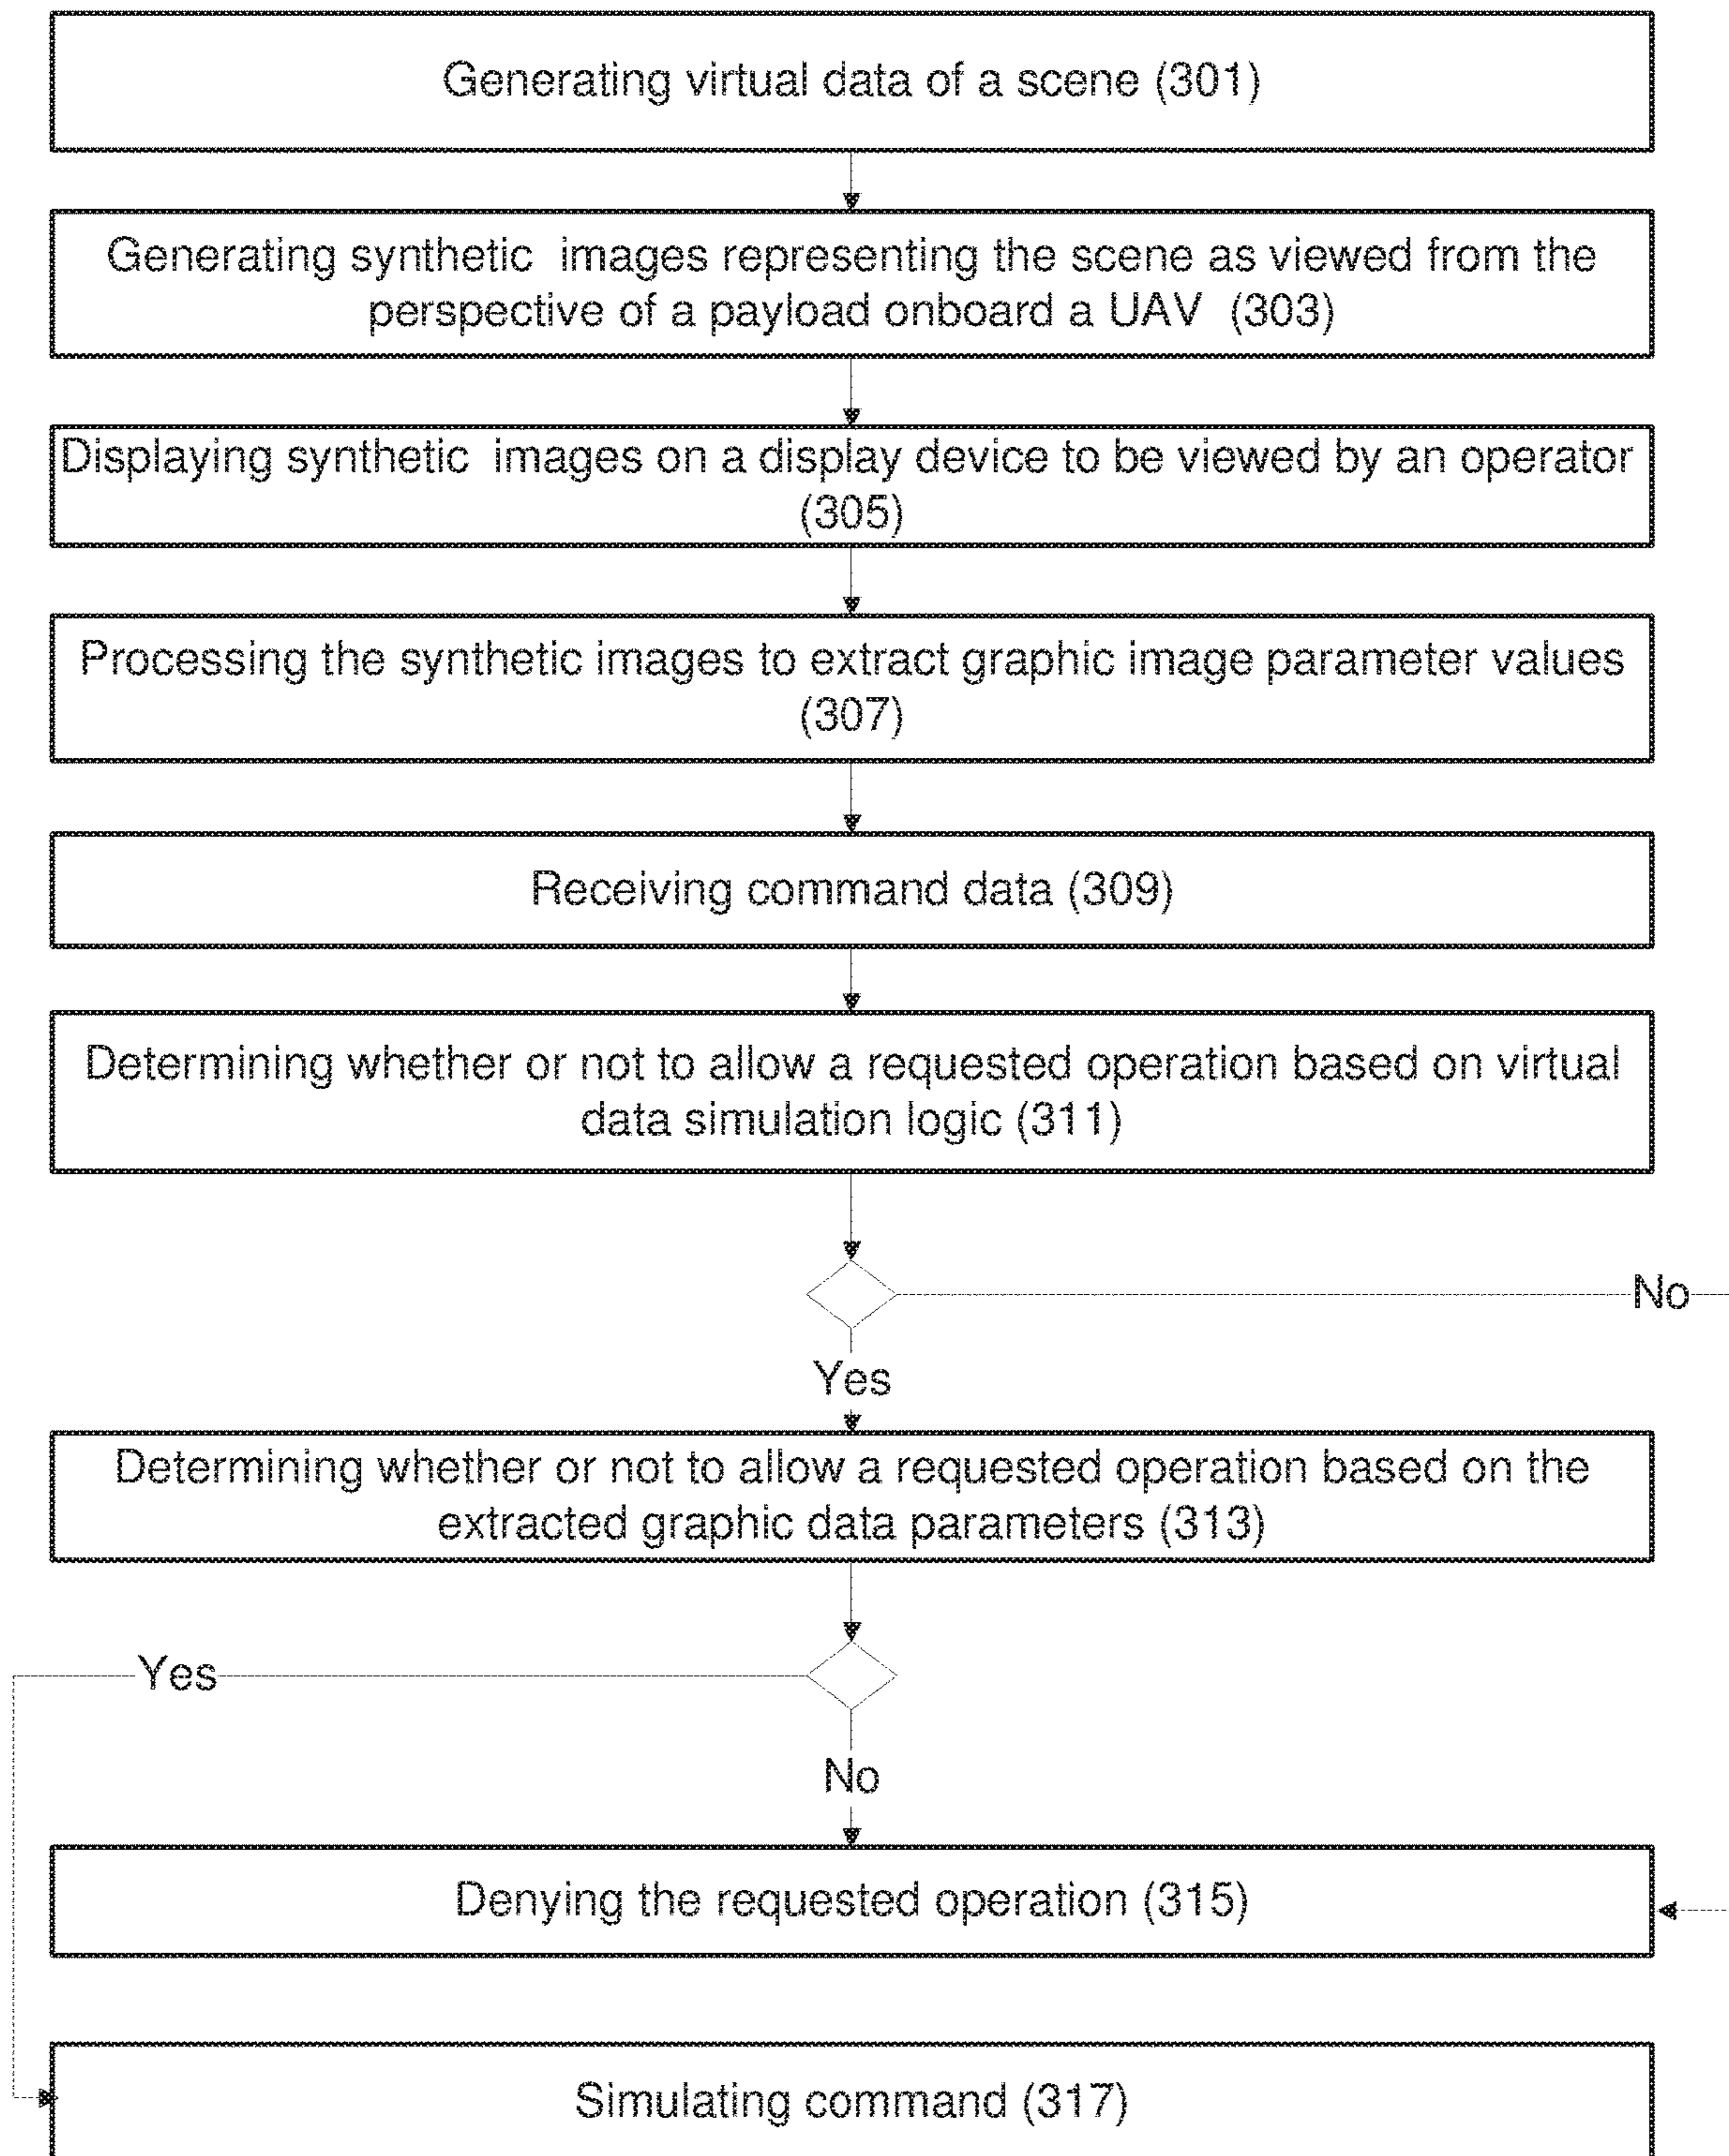 Generating virtual data of a scene (301)
Generating synthetic images representing the scene as viewed from the
perspective of a payload onboard a UAV (303)
Displaying synthetic images on a display device to be viewed by an operator
(305)
Processing the synthetic images to extract graphic image parameter values
(307)
Receiving command data (309)
Determining whether or not to allow a requested operation based on virtual
data simulation logic (311)
No
Yes
Determining whether or not to allow a requested operation based on the
extracted graphic data parameters (313)
Yes
No
Denying the requested operation (315)
Simulating command (317)